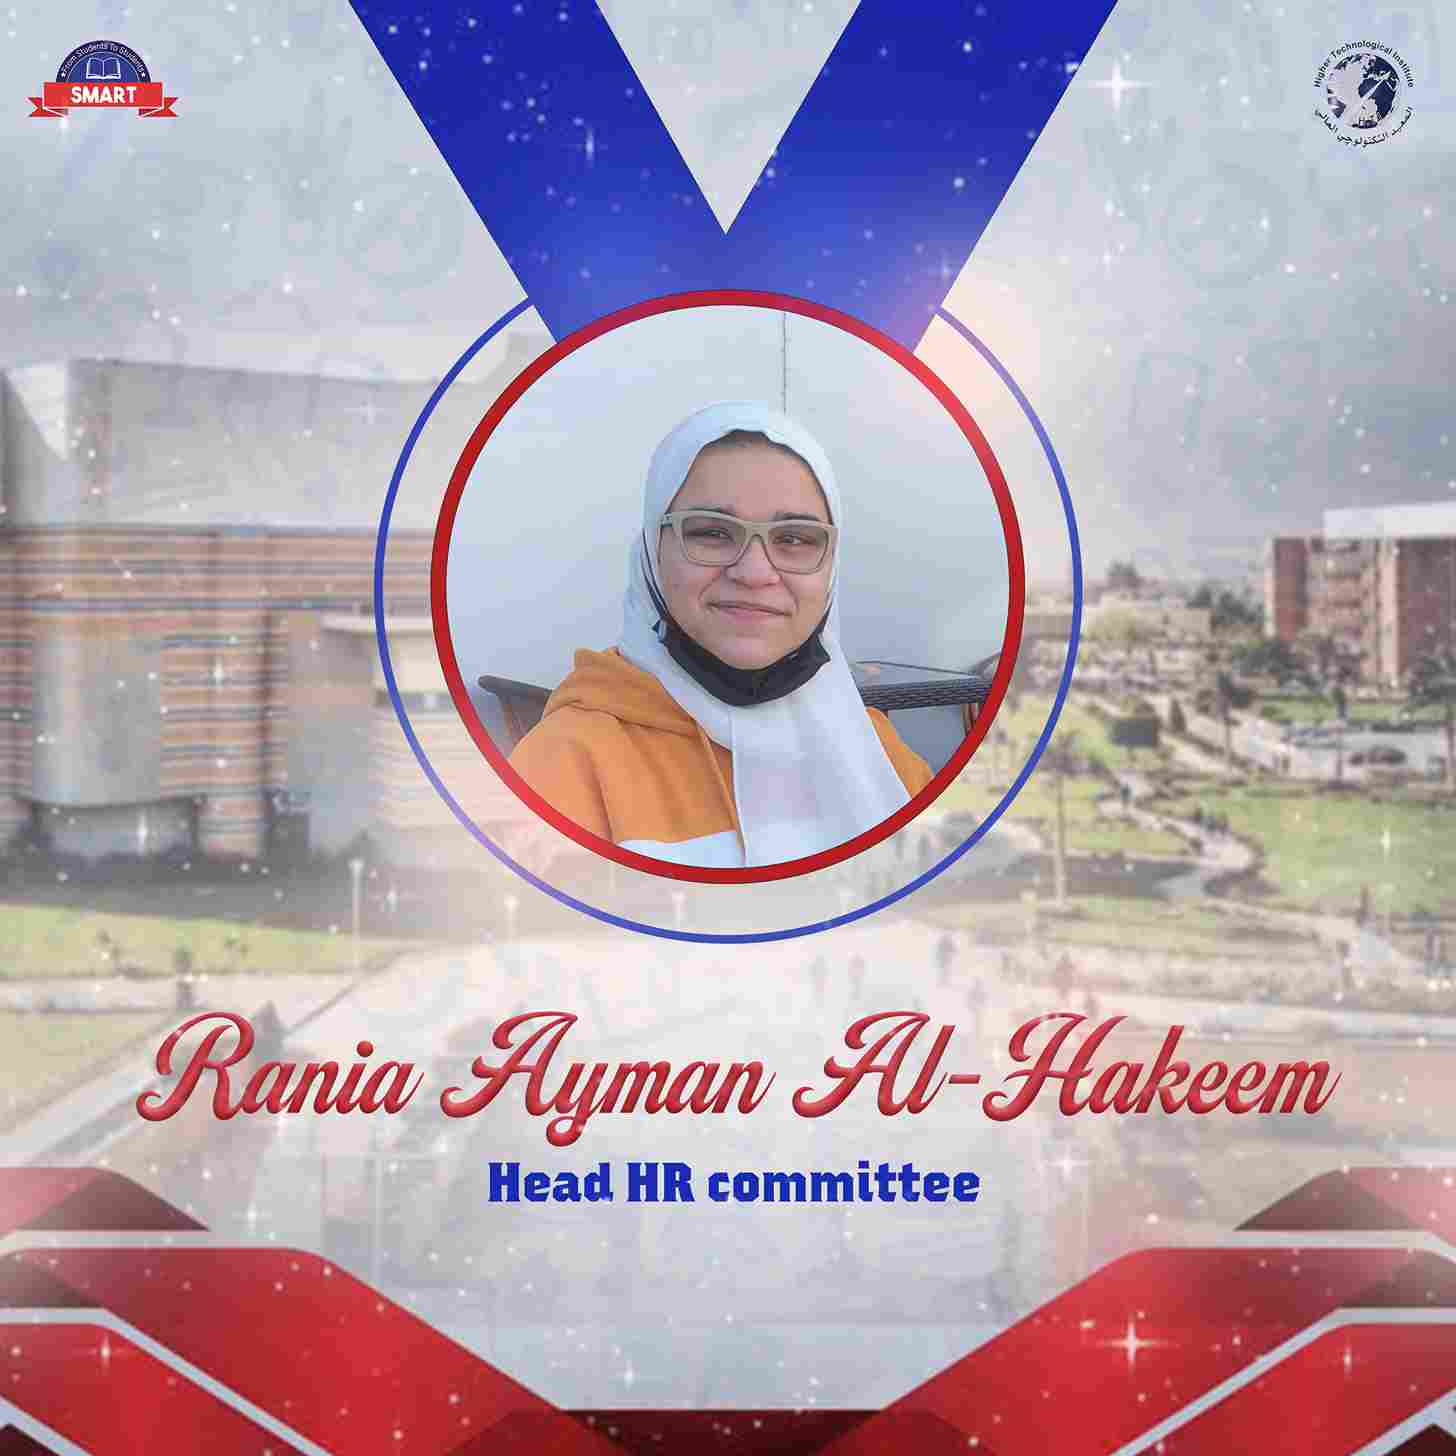 From Students To Students
SMART
Higher Technological Institute
المعهد التكنولوجي العالي
Rania Ayman Al-Hakeem
Head HR committee